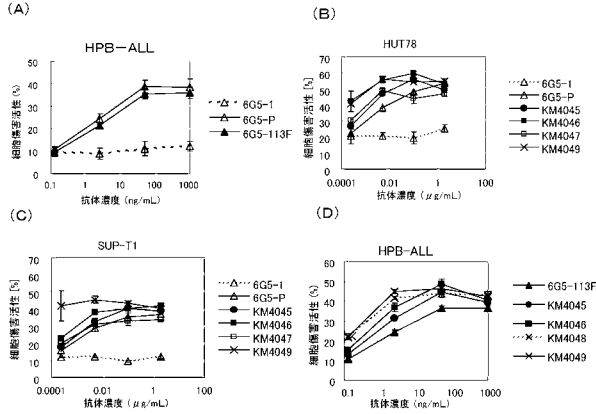 (A)
HPB-ALL
細胞傷害活性 (%)
50
40
30
20
10
0
0.1 1 10 100 1000
抗体濃度 (ng/mL)
6G5-1
6G5-P
6G5-113F
(B)
HUT78
細胞傷害活性 [%]
80
70
60
50
40
30
20
10
0
0.0001 0.01 1 100
抗体濃度 (μg/mL)
6G5-1
6G5-P
KM4045
KM4046
KM4047
KM4049
(C)
SUP-T1
細胞傷害活性 [%]
70
60
50
40
30
20
10
0
0.0001 0.01 1 100
抗体濃度 (μg/mL)
6G5-1
6G5-P
KM4045
KM4046
KM4047
KM4049
(D)
HPB-ALL
細胞傷害活性 (%)
60
50
40
30
20
10
0
0.1 1 10 100 1000
抗体濃度 (ng/mL)
6G5-113F
KM4045
KM4046
KM4048
KM4049